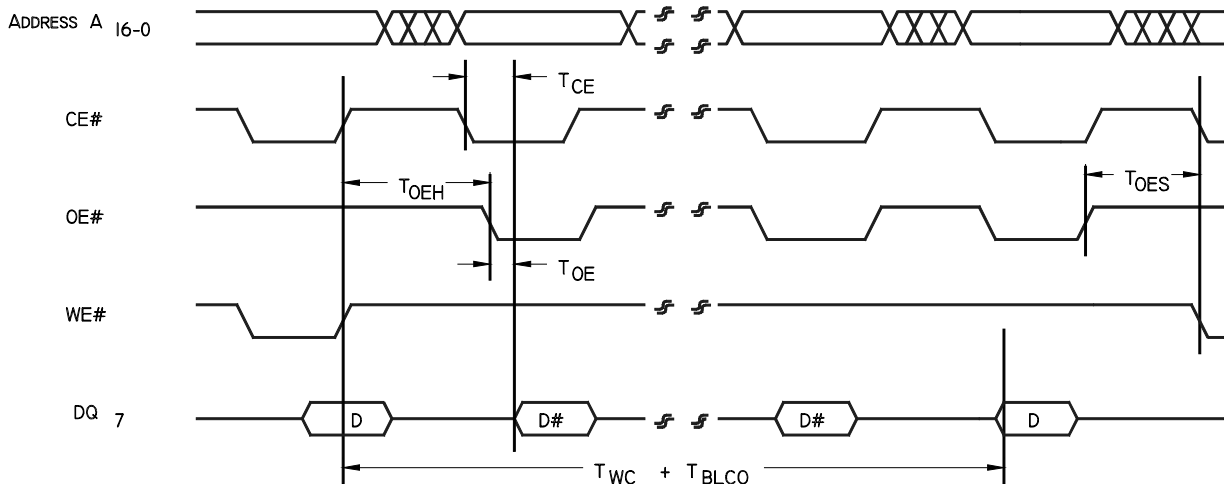 ADDRESS A 16-0
T CE
CE#
T OEH
T OES
OE#
T OE
WE#
DQ 7
D
D#
D#
D
T WC + T BLCO